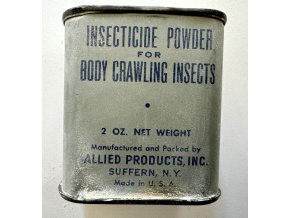 INSECTICIDE POWDER
FOR
BODY CRAWLING INSECTS
2 OZ. NET WEIGHT
Manufactured and Packed by
ALLIED PRODUCTS, INC.
SUFFERN, N.Y.
Made in U.S.A.